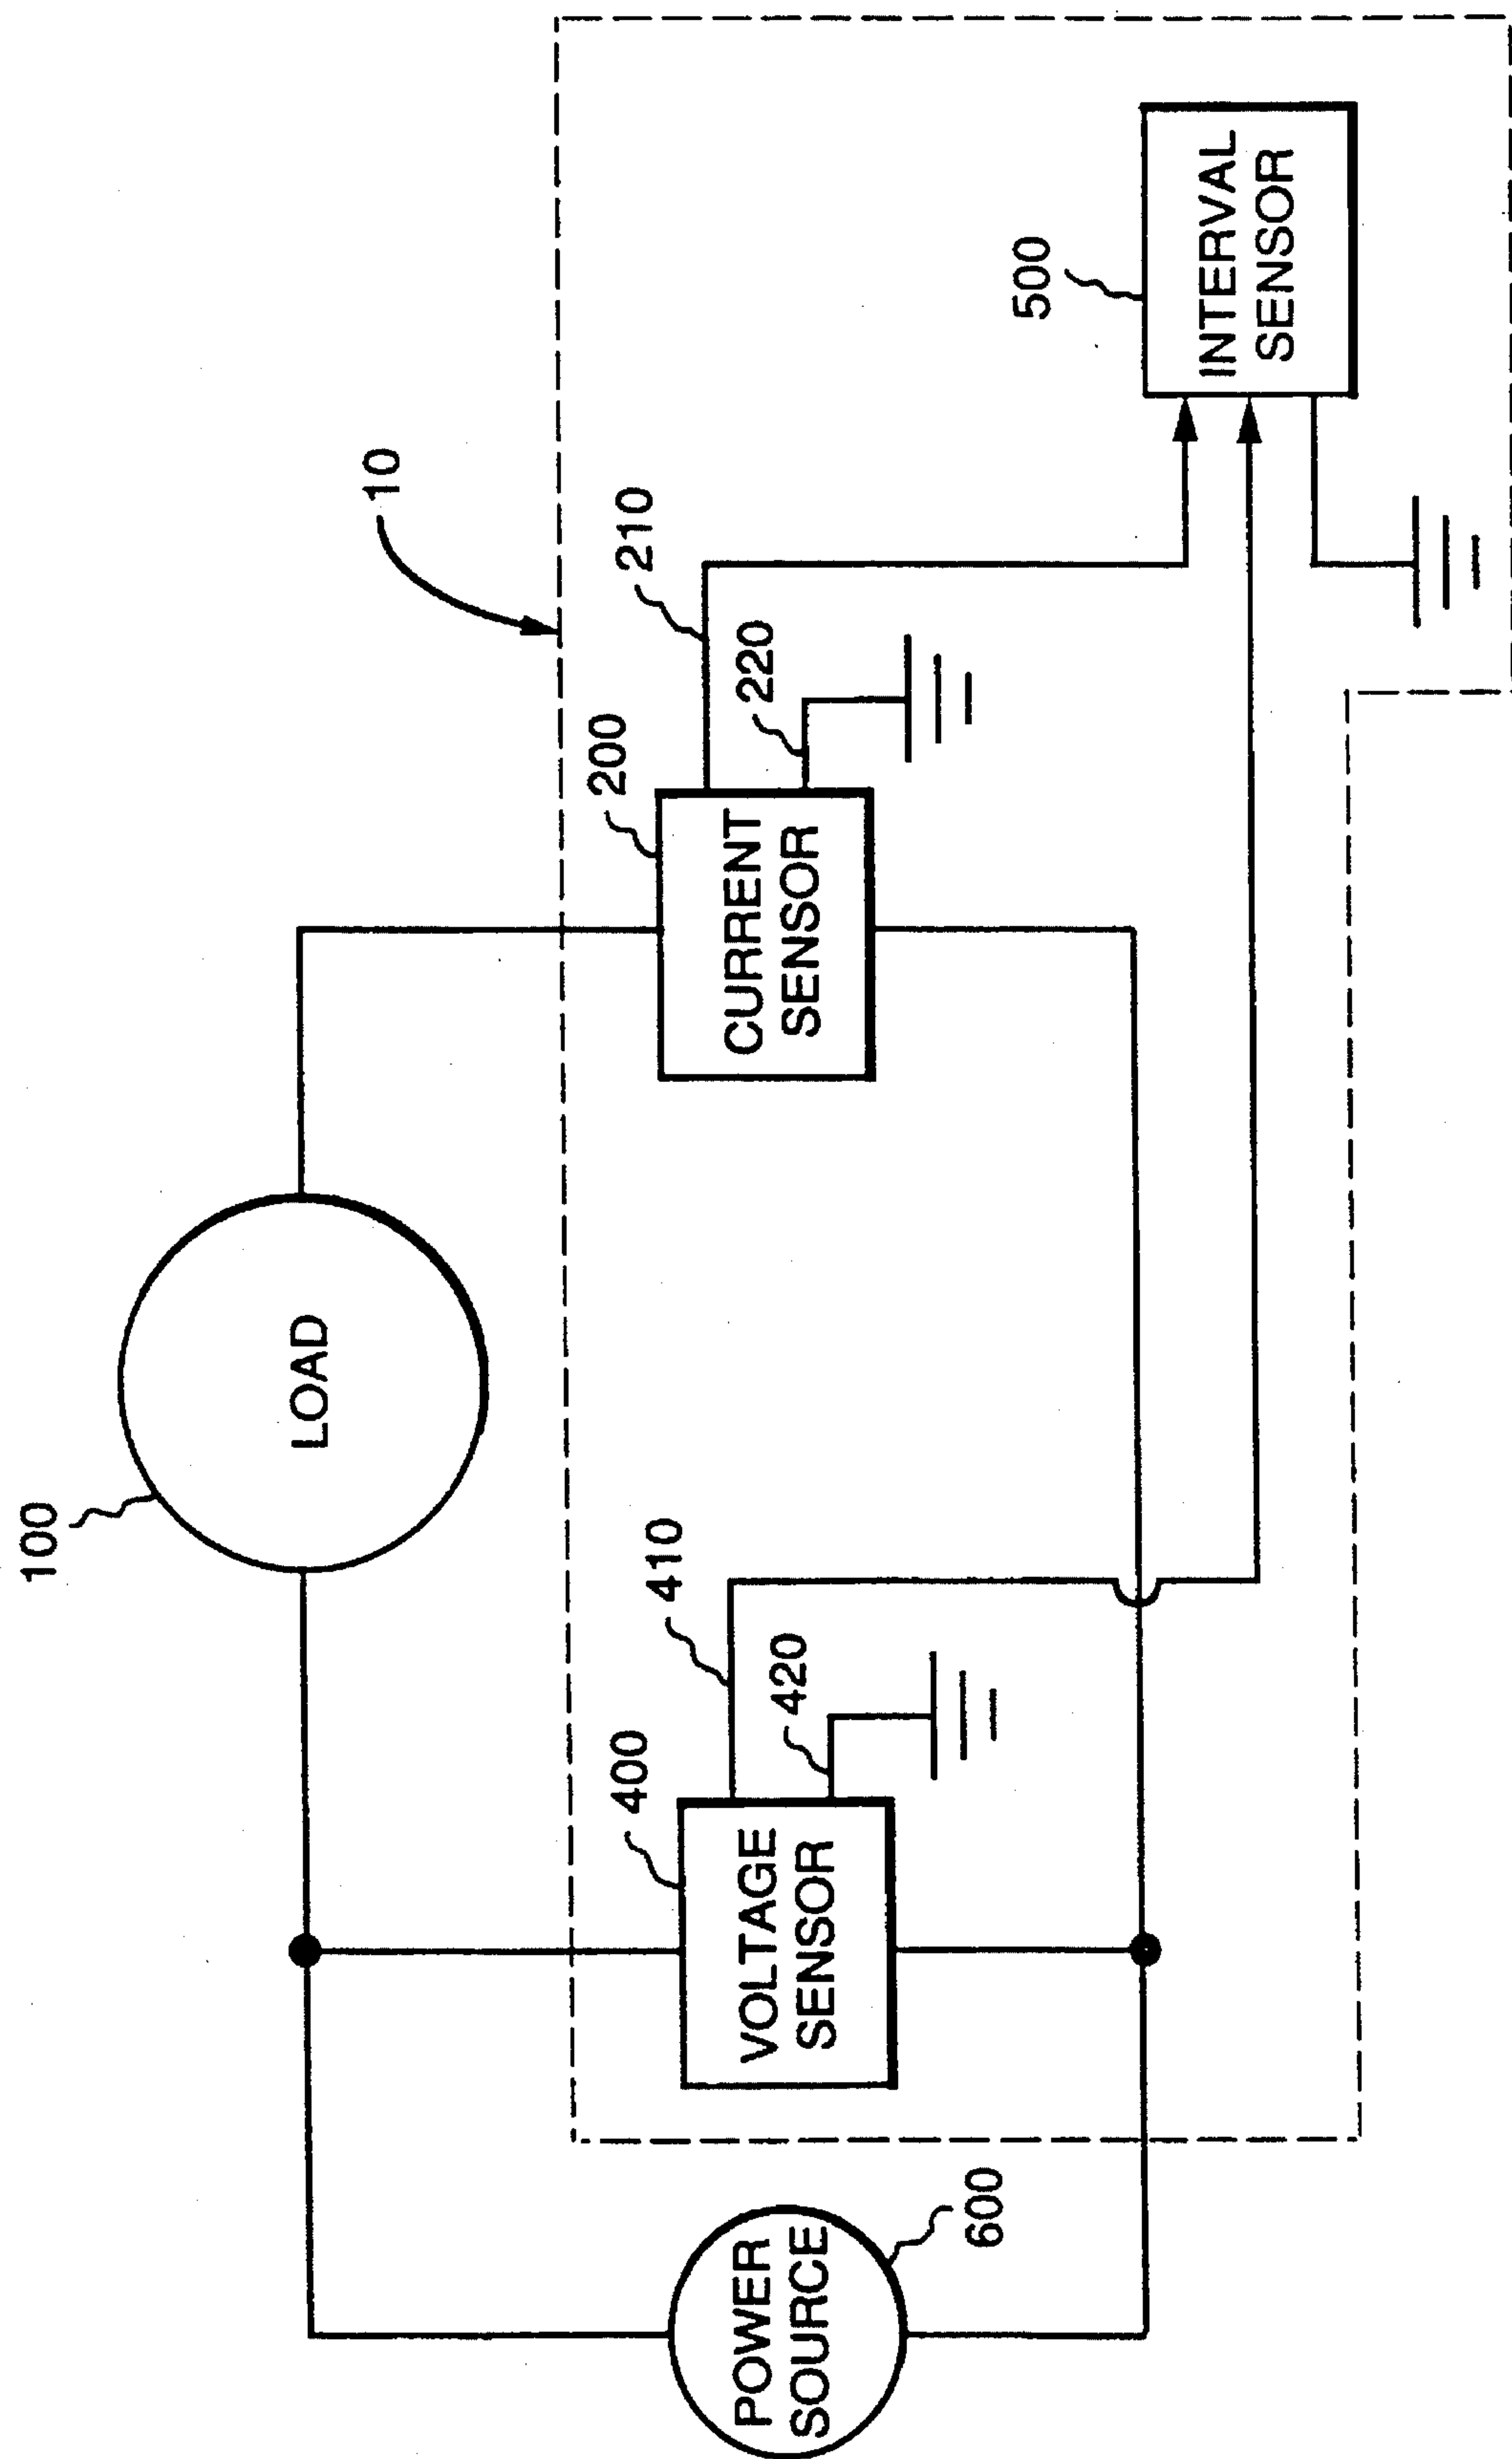 100
LOAD
10
400
410
420
VOLTAGE
SENSOR
200
210
220
CURRENT
SENSOR
POWER
SOURCE
600
500
INTERVAL
SENSOR